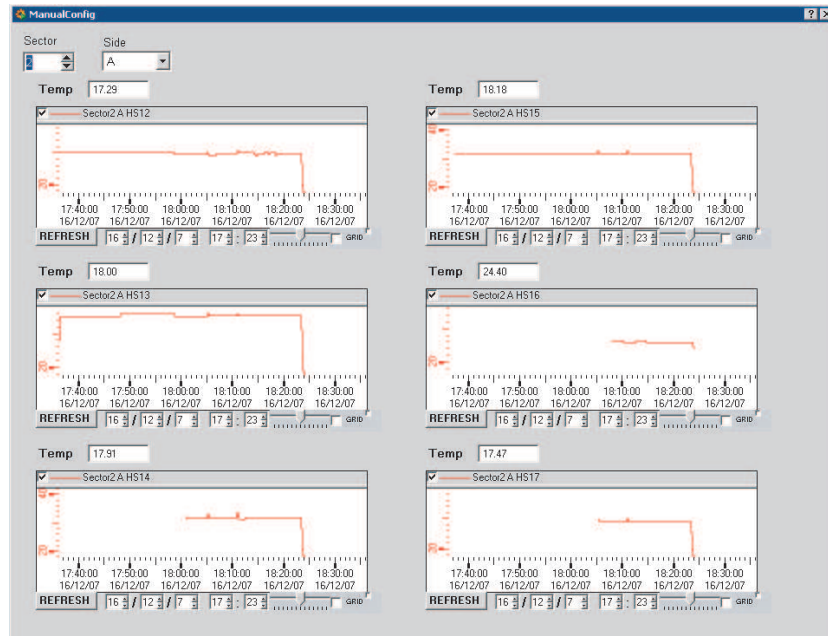 ManualConfig
Sector Side
2 A
Temp 17.29
Sector2 A HS12
20
17:40:00 17:50:00 18:00:00 18:10:00 18:20:00 18:30:00
16/12/07 16/12/07 16/12/07 16/12/07 16/12/07 16/12/07
REFRESH 16 / 12 / 7 17 : 23 GRID
Temp 18.18
Sector2 A HS15
40
20
17:40:00 17:50:00 18:00:00 18:10:00 18:20:00 18:30:00
16/12/07 16/12/07 16/12/07 16/12/07 16/12/07 16/12/07
REFRESH 16 / 12 / 7 17 : 23 GRID
Temp 18.00
Sector2 A HS13
20
17:40:00 17:50:00 18:00:00 18:10:00 18:20:00 18:30:00
16/12/07 16/12/07 16/12/07 16/12/07 16/12/07 16/12/07
REFRESH 16 / 12 / 7 17 : 23 GRID
Temp 24.40
Sector2 A HS16
20
17:40:00 17:50:00 18:00:00 18:10:00 18:20:00 18:30:00
16/12/07 16/12/07 16/12/07 16/12/07 16/12/07 16/12/07
REFRESH 16 / 12 / 7 17 : 23 GRID
Temp 17.91
Sector2 A HS14
40
20
17:40:00 17:50:00 18:00:00 18:10:00 18:20:00 18:30:00
16/12/07 16/12/07 16/12/07 16/12/07 16/12/07 16/12/07
REFRESH 16 / 12 / 7 17 : 23 GRID
Temp 17.47
Sector2 A HS17
20
17:40:00 17:50:00 18:00:00 18:10:00 18:20:00 18:30:00
16/12/07 16/12/07 16/12/07 16/12/07 16/12/07 16/12/07
REFRESH 16 / 12 / 7 17 : 23 GRID